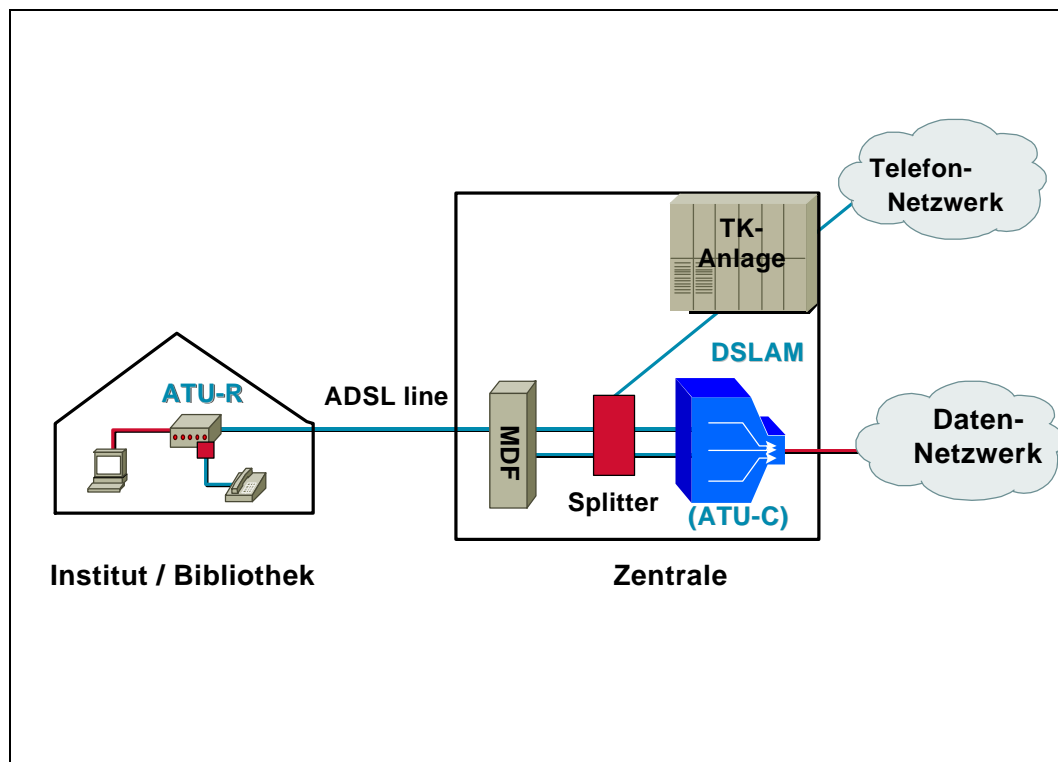 Telefon-
Netzwerk
TK-
Anlage
DSLAM
ATU-R
ADSL line
MDF
Splitter
(ATU-C)
Daten-
Netzwerk
Institut / Bibliothek
Zentrale